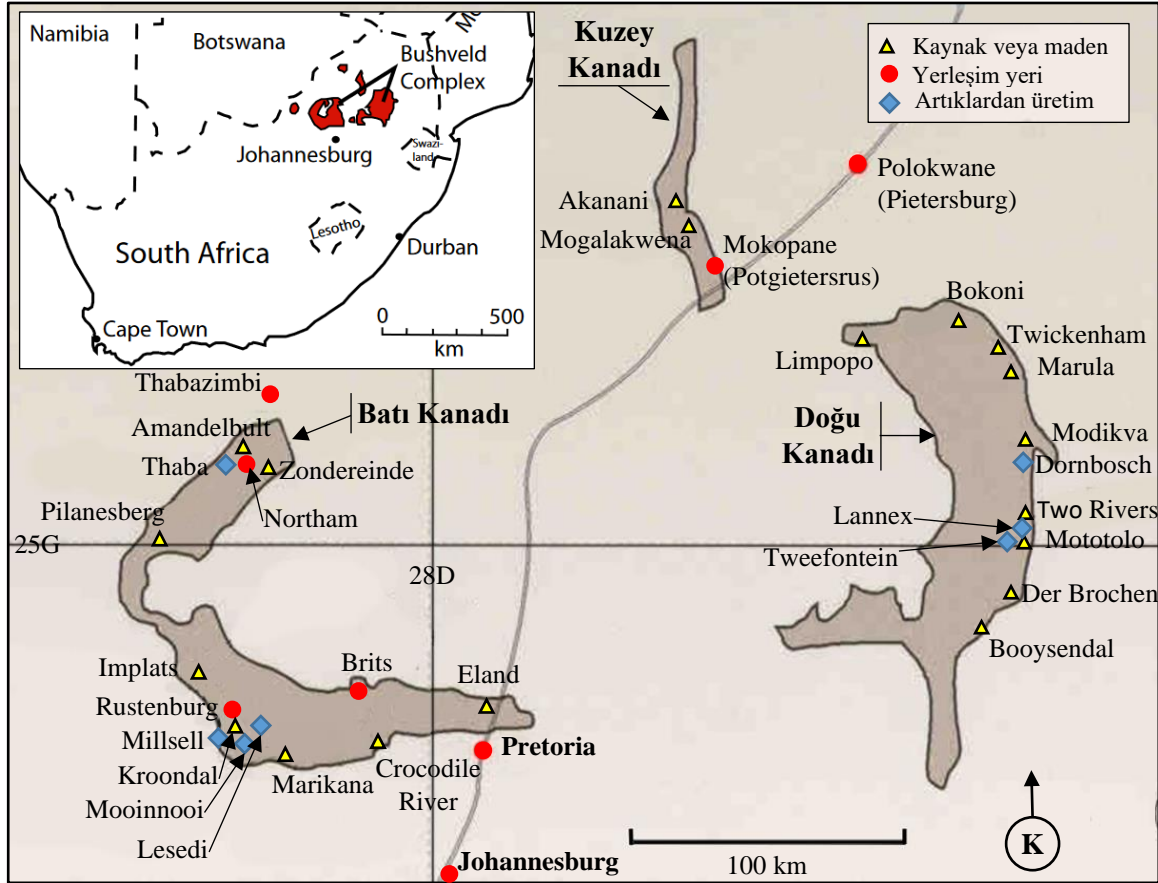 Namibia
Botswana
Mo
Bushveld
Complex
Johannesburg
Swazi-
land
Lesotho
Durban
South Africa
Cape Town
0 500
km
Kuzey
Kanadı
Kaynak veya maden
Yerleşim yeri
Artıklardan üretim
Polokwane
(Pietersburg)
Akanani
Mogalakwena
Mokopane
(Potgietersrus)
Bokoni
Twickenham
Limpopo
Marula
Thabazimbi
Batı Kanadı
Amandelbult
Doğu
Kanadı
Modikva
Thaba
Zondereinde
Dornbosch
Pilanesberg
Northam
Lannex
Two Rivers
25G
Tweefontein
Mototolo
28D
Der Brochen
Booysendal
Implats
Brits
Eland
Rustenburg
Millsell
Pretoria
Kroondal
Marikana
Crocodile
River
Mooinnooi
Lesedi
Johannesburg
100 km
K